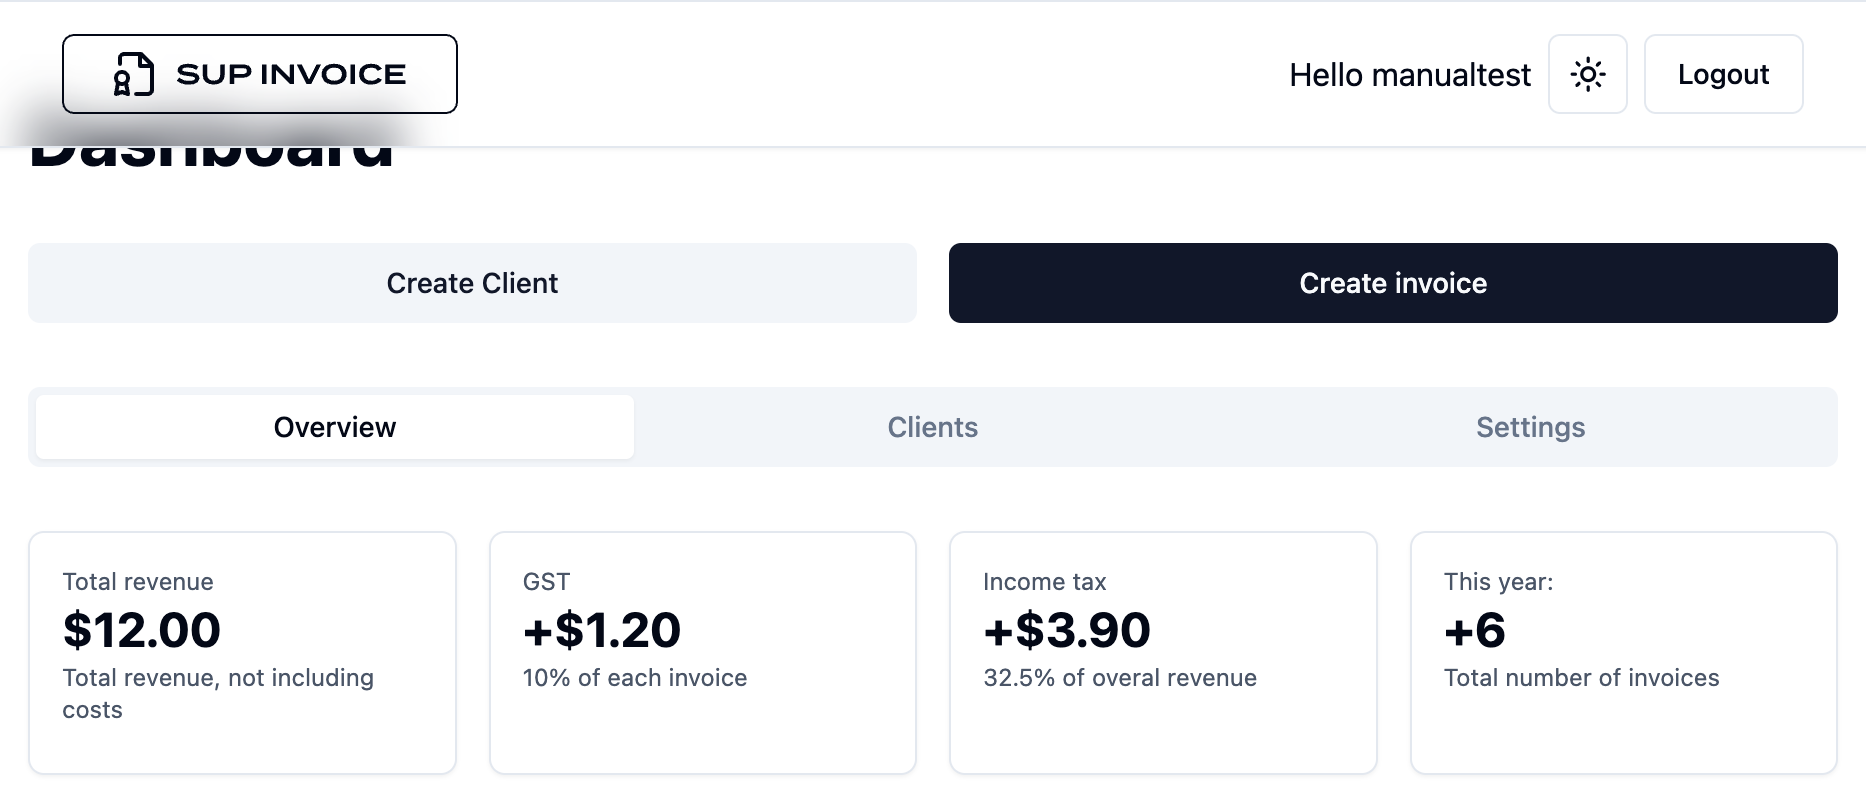 SUP INVOICE
Hello manualtest
Logout
Dashboard
Create Client
Create invoice
Overview
Clients
Settings
Total revenue
$12.00
Total revenue, not including
costs
GST
+$1.20
10% of each invoice
Income tax
+$3.90
32.5% of overal revenue
This year:
+6
Total number of invoices